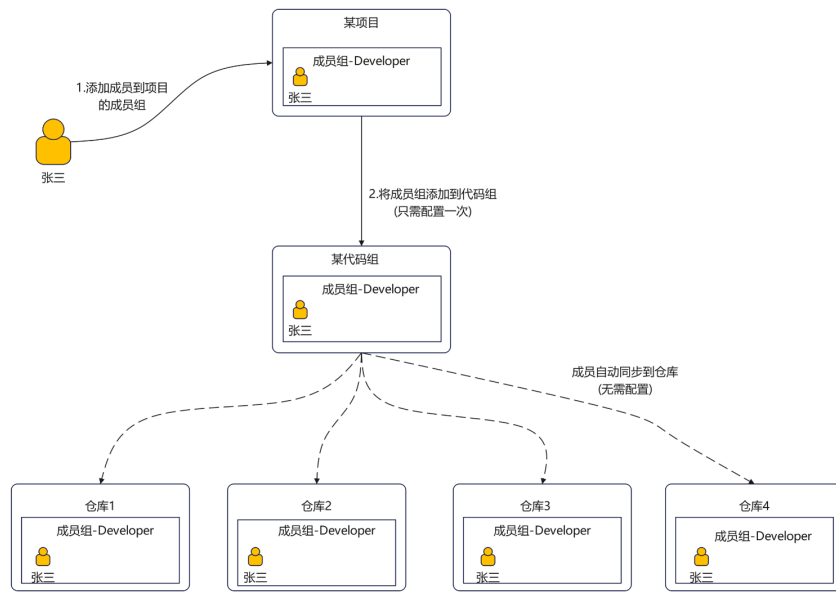 某项目
成员组-Developer
张三
1.添加成员到项目
的成员组
张三
2.将成员组添加到代码组
(只需配置一次)
某代码组
成员组-Developer
张三
成员自动同步到仓库
(无需配置)
仓库1
成员组-Developer
张三
仓库2
成员组-Developer
张三
仓库3
成员组-Developer
张三
仓库4
成员组-Developer
张三